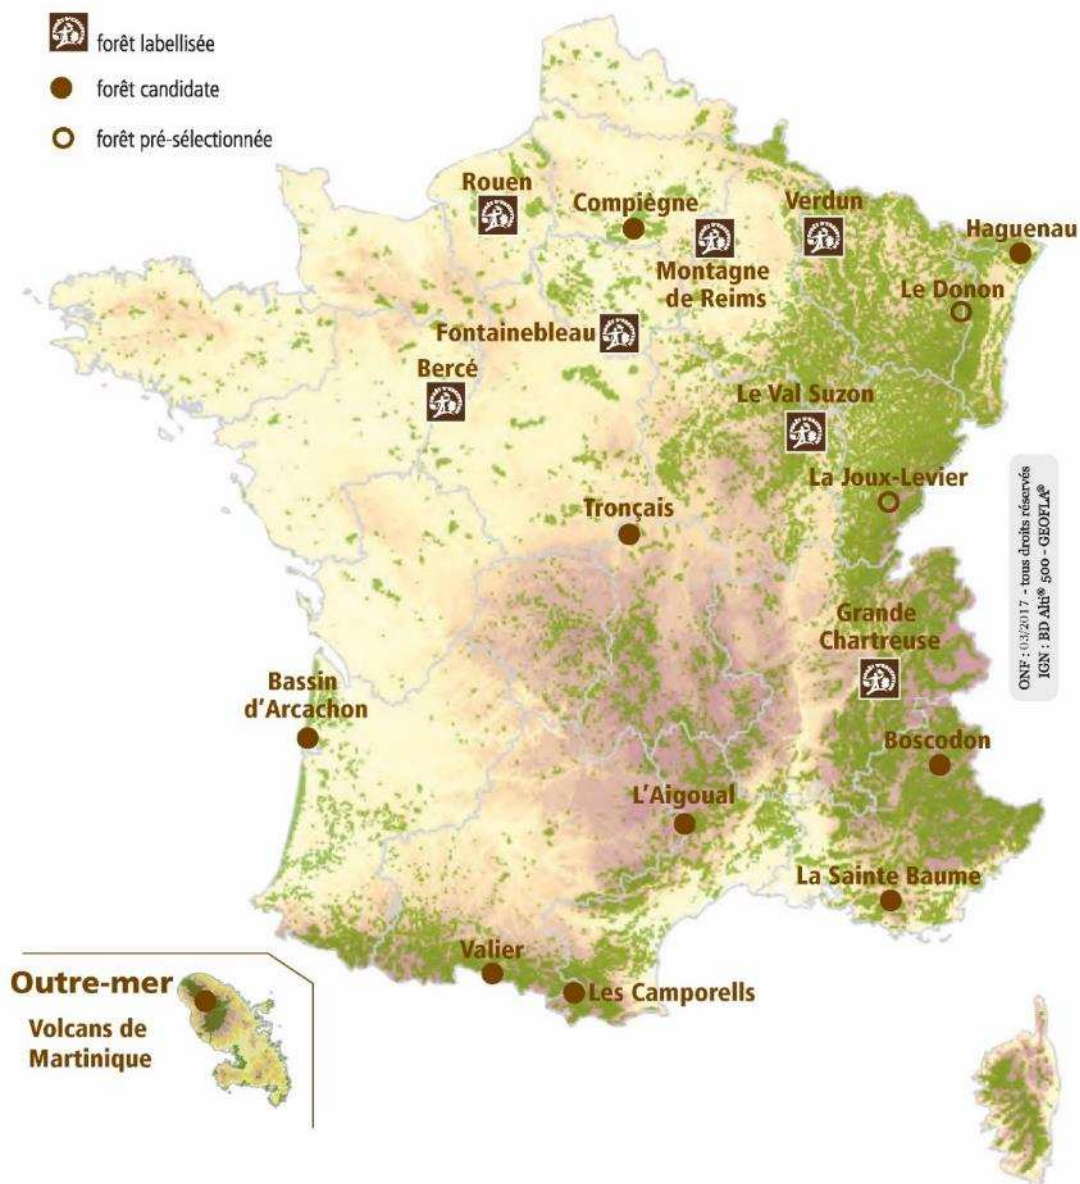 forêt labellisée
forêt candidate
forêt pré-sélectionnée
Rouen
Compiègne
Verdun
Haguenau
Montagne
de Reims
Le Donon
Fontainebleau
Bercé
Le Val Suzon
La Joux-Levier
Tronçais
Grande
Chartreuse
Bassin
d'Arcachon
Boscodon
L'Aigoual
La Sainte Baume
Valier
Les Camporells
Outre-mer
Volcans de
Martinique
ONF : 03/2017 - tous droits réservés
IGN : BD Alti® 500 - GEOFLA®